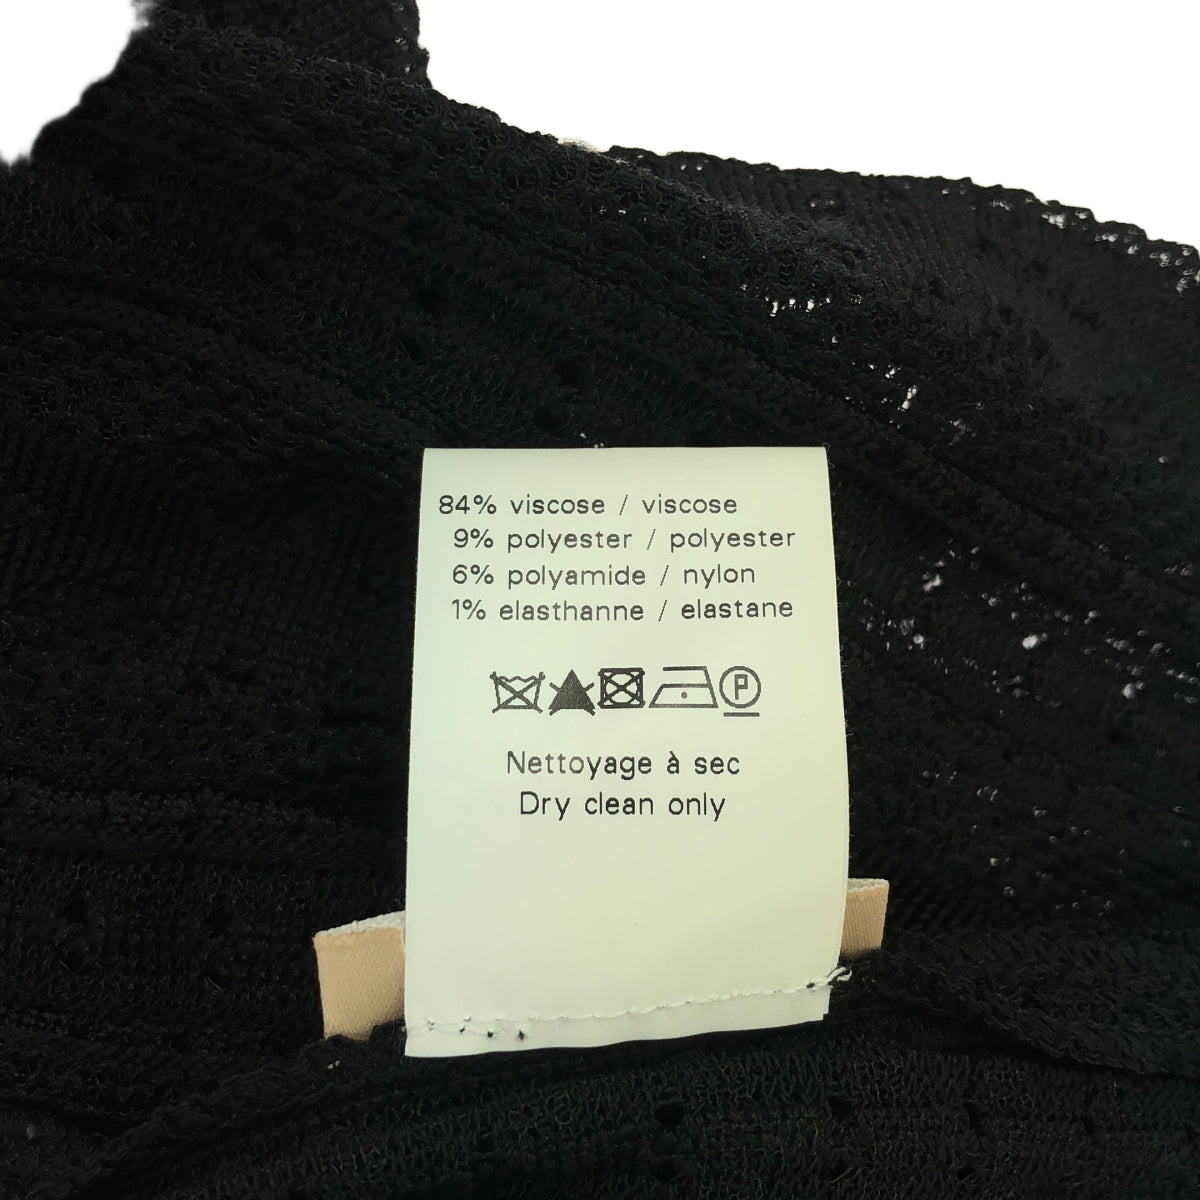 84% viscose / viscose
9% polyester / polyester
6% polyamide / nylon
1% elasthanne / elastane
P
Nettoyage à sec
Dry clean only